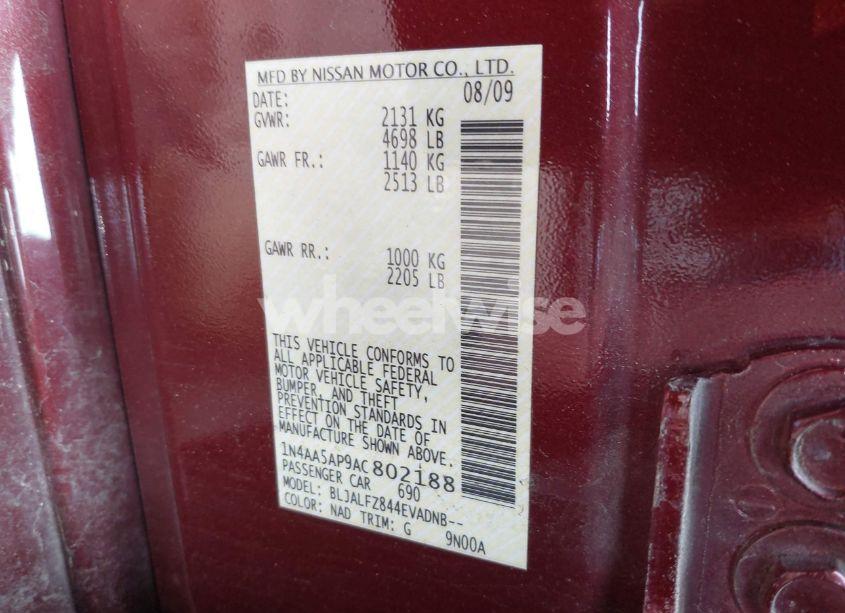 MFD BY NISSAN MOTOR CO., LTD.
DATE: 08/09
GVWR: 2131 KG
4698 LB
GAWR FR.: 1140 KG
2513 LB
GAWR RR.: 1000 KG
2205 LB
wheelwise
THIS VEHICLE CONFORMS TO
ALL APPLICABLE FEDERAL
MOTOR VEHICLE SAFETY,
BUMPER, AND THEFT
PREVENTION STANDARDS IN
EFFECT ON THE DATE OF
MANUFACTURE SHOWN ABOVE.
1N4AA5AP9AC802188
PASSENGER CAR 690
MODEL: BLJALFZ844EVADNB--
COLOR: NAD TRIM: G 9N00A